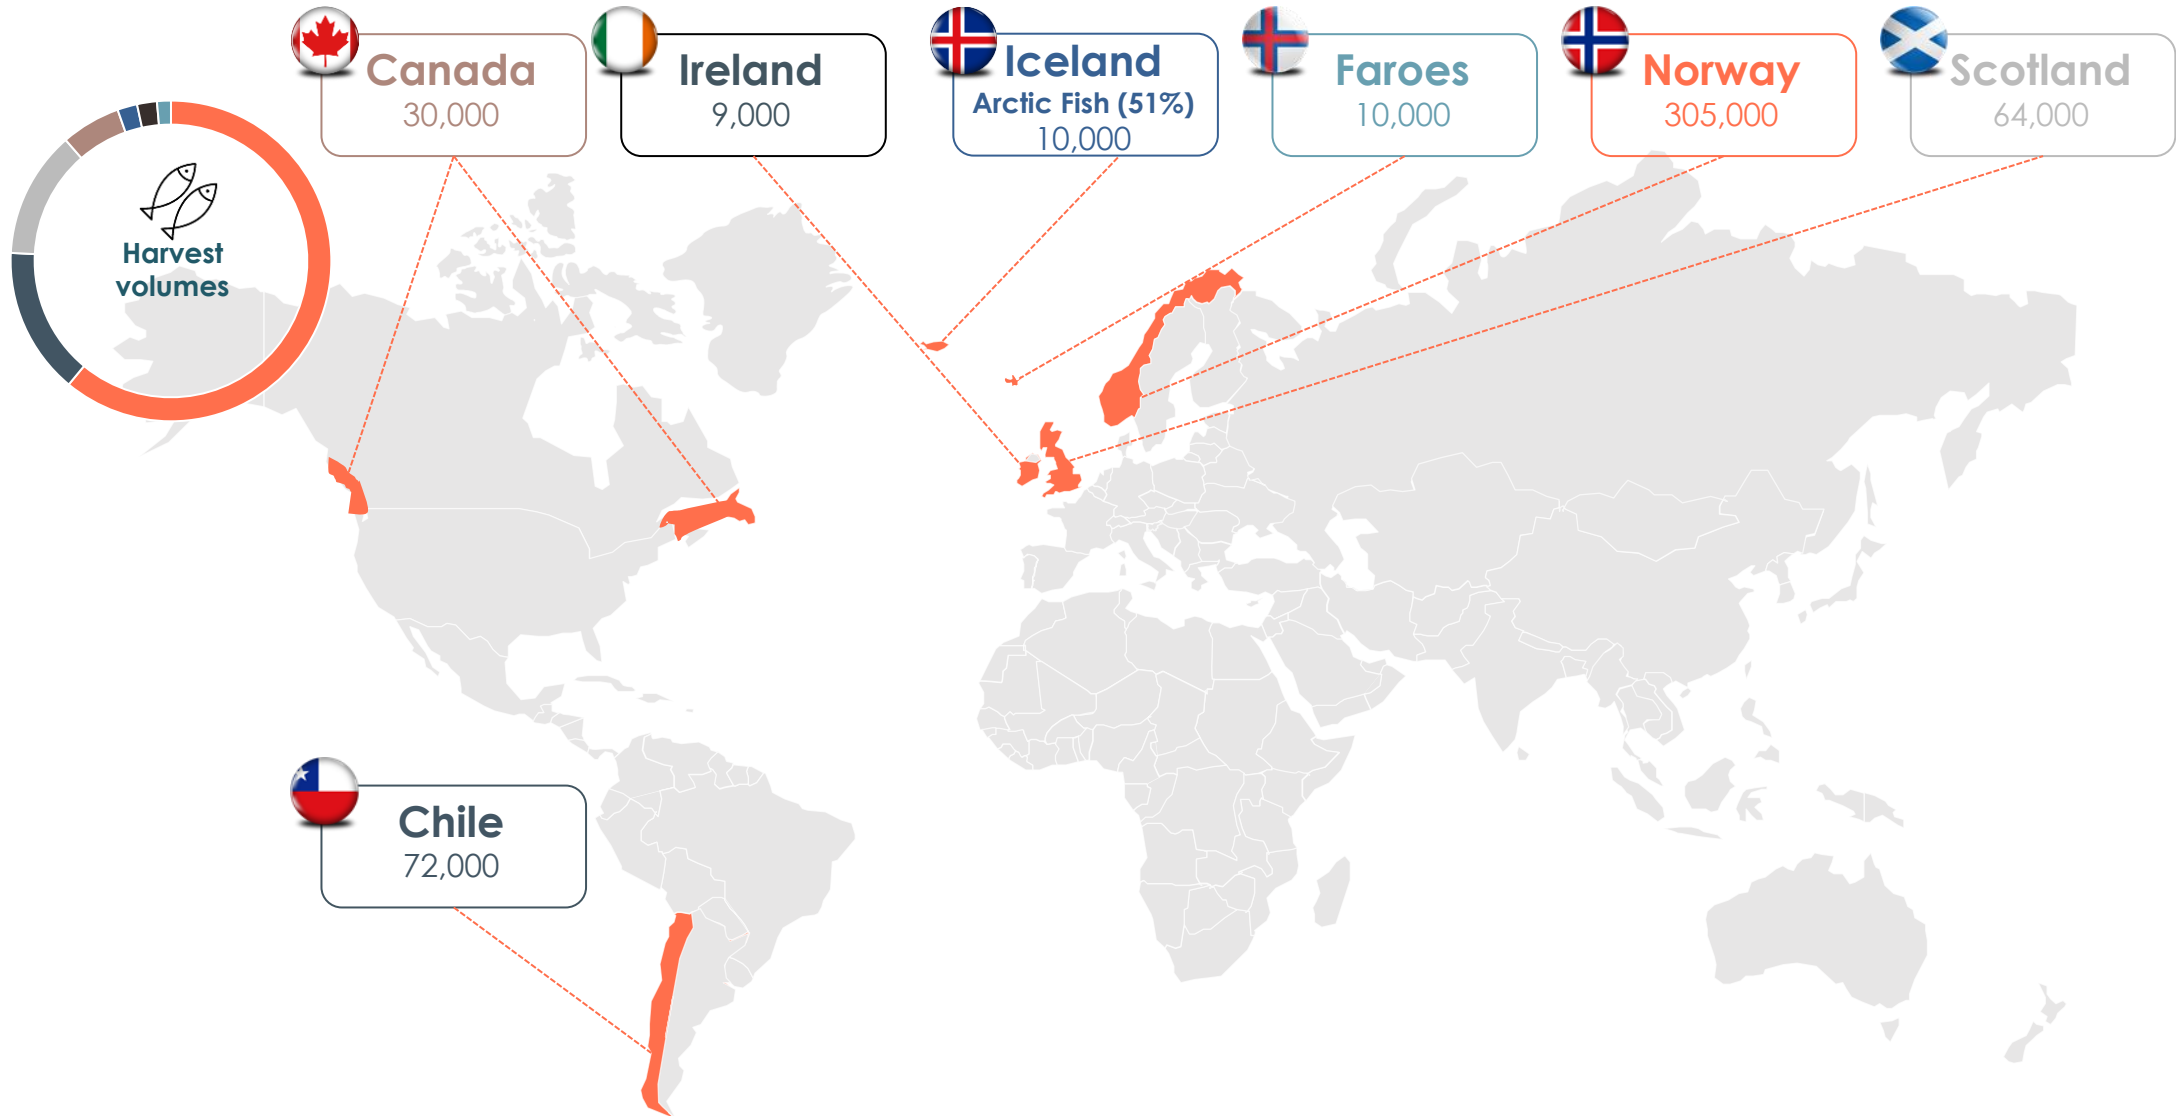 Canada
30,000
Ireland
9,000
Iceland
Arctic Fish (51%)
10,000
Faroes
10,000
Norway
305,000
Scotland
64,000
Harvest
volumes
Chile
72,000